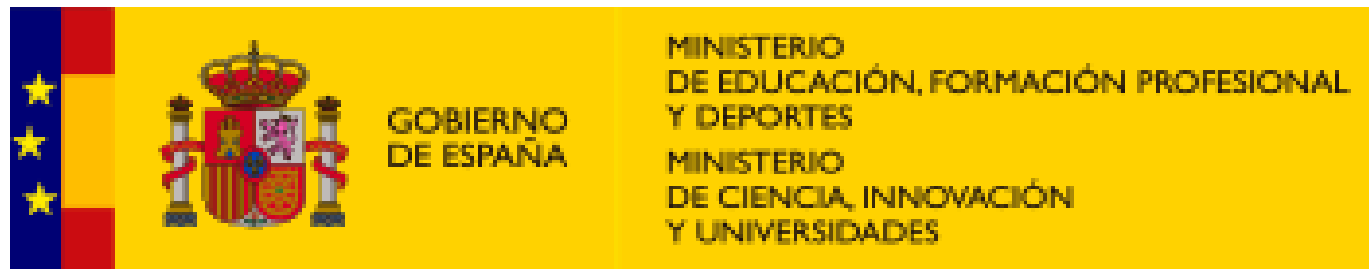 GOBIERNO
DE ESPAÑA
MINISTERIO
DE EDUCACIÓN, FORMACIÓN PROFESIONAL
Y DEPORTES
MINISTERIO
DE CIENCIA, INNOVACIÓN
Y UNIVERSIDADES